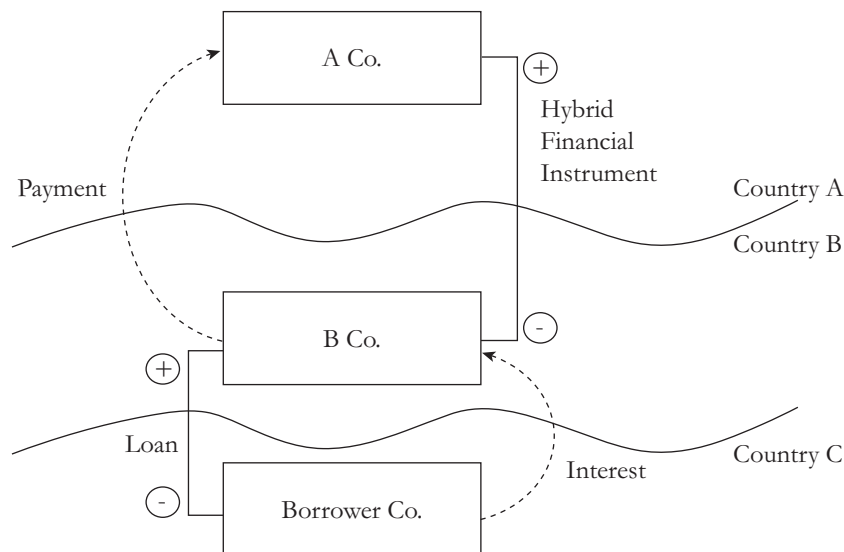 A Co.
+
Hybrid
Financial
Instrument
Payment
Country A
Country B
B Co.
-
+
Loan
Country C
Interest
-
Borrower Co.